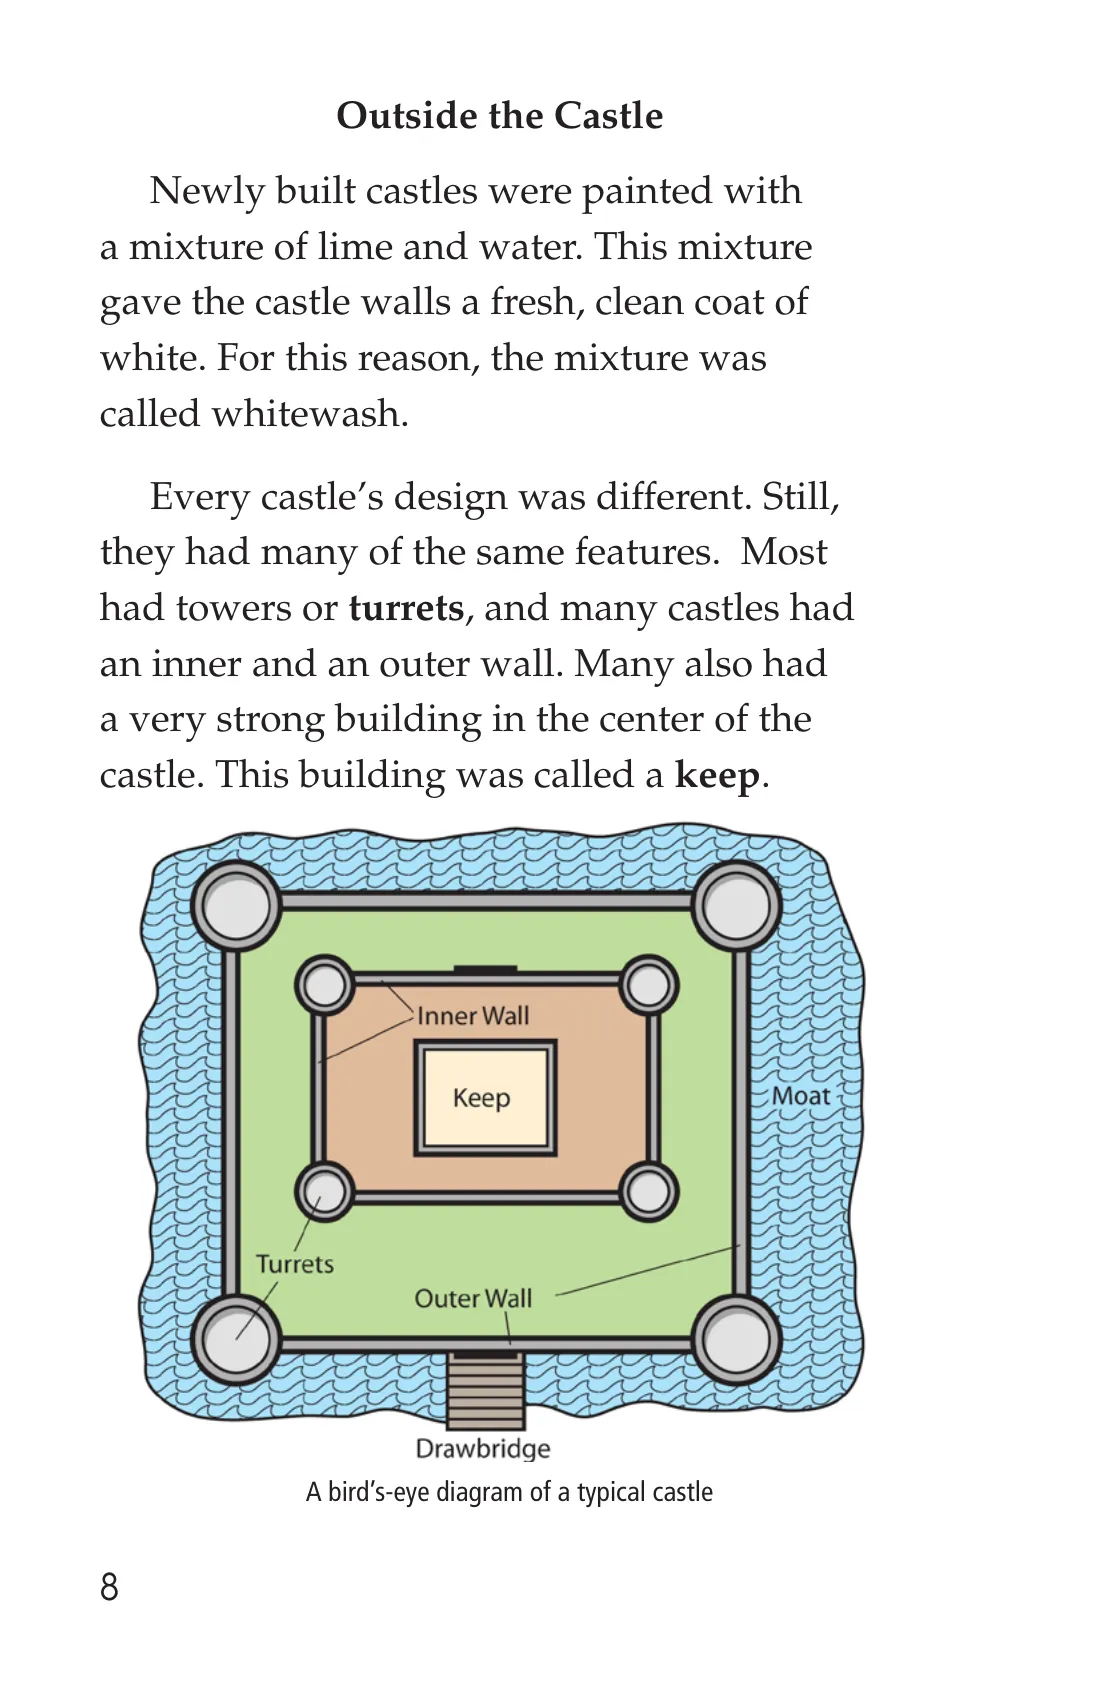 Outside the Castle
Newly built castles were painted with
a mixture of lime and water. This mixture
gave the castle walls a fresh, clean coat of
white. For this reason, the mixture was
called whitewash.
Every castle’s design was different. Still,
they had many of the same features.  Most
had towers or turrets, and many castles had
an inner and an outer wall. Many also had
a very strong building in the center of the
castle. This building was called a keep.
Inner Wall
Keep
Moat
Turrets
Outer Wall
Drawbridge
A bird’s-eye diagram of a typical castle
8